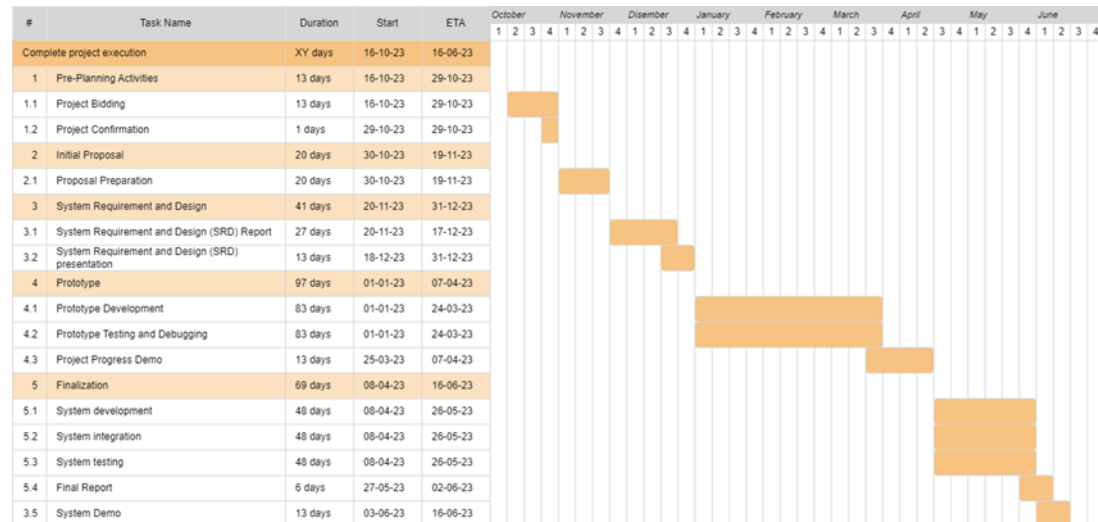 # Task Name Duration Start ETA October November Disember January February March April May June
1 2 3 4 1 2 3 4 1 2 3 4 1 2 3 4 1 2 3 4 1 2 3 4 1 2 3 4 1 2 3 4 1 2 3 4
Complete project execution XY days 16-10-23 16-06-23
1 Pre-Planning Activities 13 days 16-10-23 29-10-23
1.1 Project Bidding 13 days 16-10-23 29-10-23
1.2 Project Confirmation 1 days 29-10-23 29-10-23
2 Initial Proposal 20 days 30-10-23 19-11-23
2.1 Proposal Preparation 20 days 30-10-23 19-11-23
3 System Requirement and Design 41 days 20-11-23 31-12-23
3.1 System Requirement and Design (SRD) Report 27 days 20-11-23 17-12-23
3.2 System Requirement and Design (SRD) 13 days 18-12-23 31-12-23
presentation
4 Prototype 97 days 01-01-23 07-04-23
4.1 Prototype Development 83 days 01-01-23 24-03-23
4.2 Prototype Testing and Debugging 83 days 01-01-23 24-03-23
4.3 Project Progress Demo 13 days 25-03-23 07-04-23
5 Finalization 69 days 08-04-23 16-06-23
5.1 System development 48 days 08-04-23 26-05-23
5.2 System integration 48 days 08-04-23 26-05-23
5.3 System testing 48 days 08-04-23 26-05-23
5.4 Final Report 6 days 27-05-23 02-06-23
3.5 System Demo 13 days 03-06-23 16-06-23